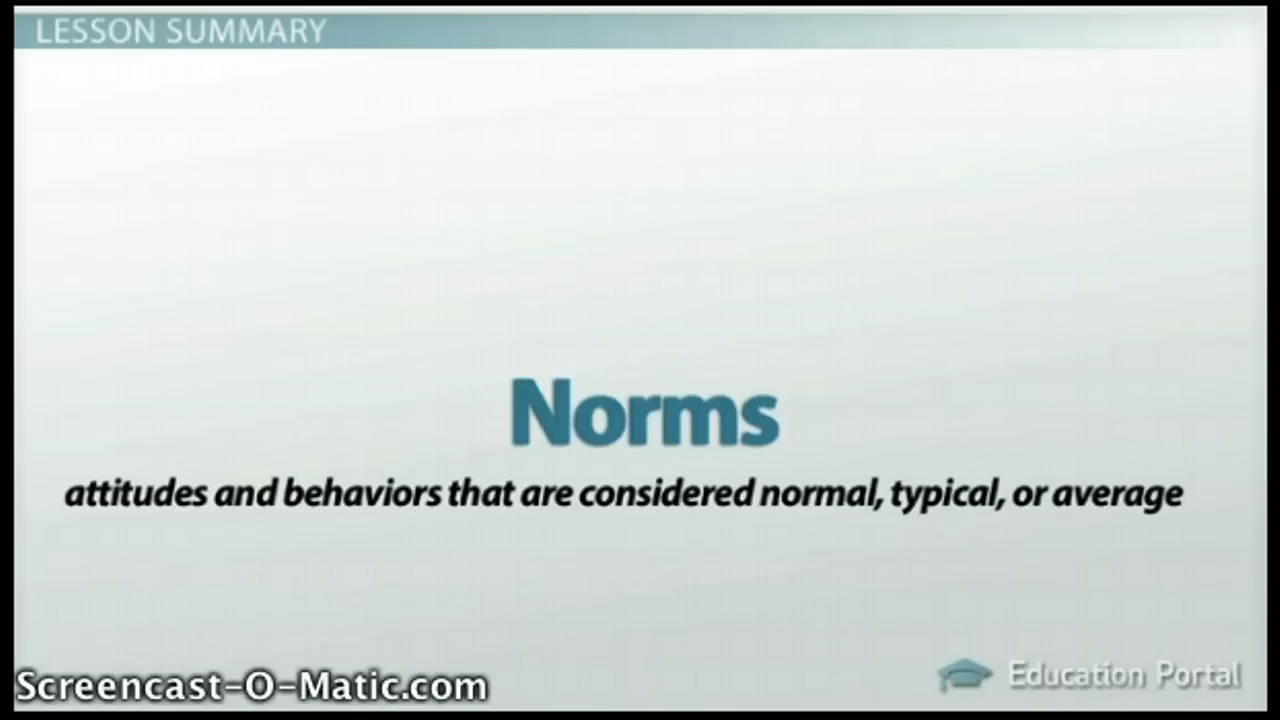 LESSON SUMMARY
Norms
attitudes and behaviors that are considered normal, typical, or average
Screencast-O-Matic.com
Education Portal